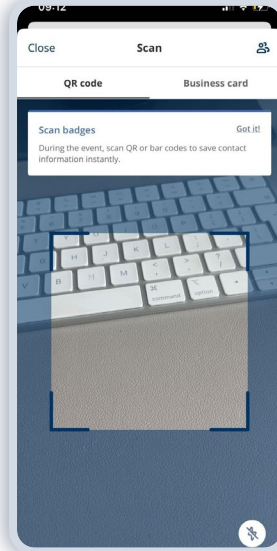 09:12
Close
Scan
QR code
Business card
Scan badges
Got it!
During the event, scan QR or bar codes to save contact
information instantly.
H
J
K
L
V
B
N
M
command
option